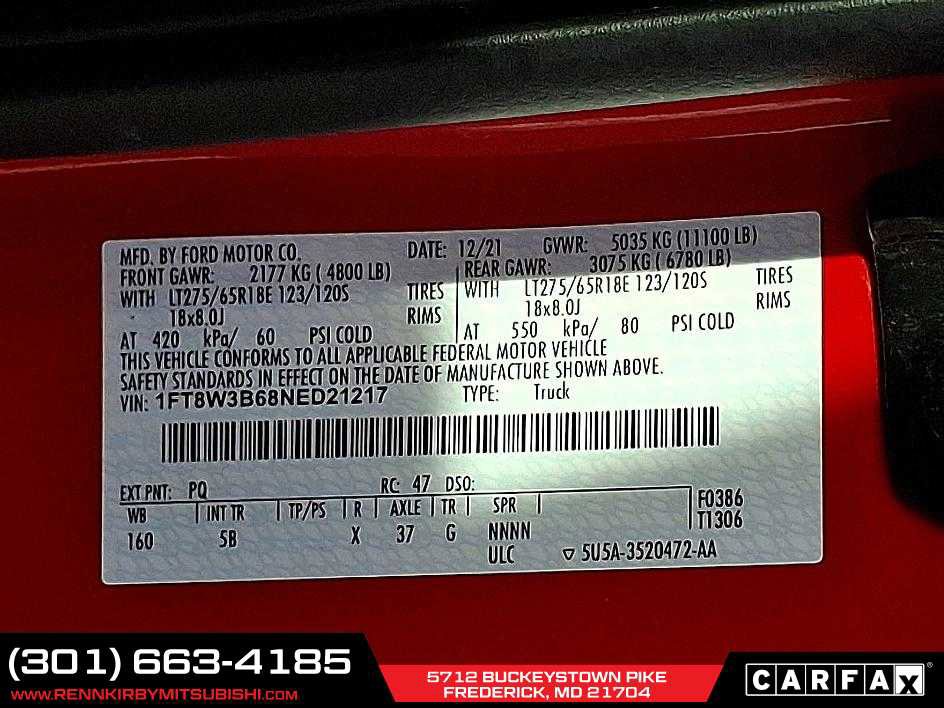 MFD. BY FORD MOTOR CO. DATE: 12/21 GVWR: 5035 KG (11100 LB)
FRONT GAWR: 2177 KG ( 4800 LB) REAR GAWR: 3075 KG ( 6780 LB)
WITH LT275/65R18E 123/120S TIRES WITH LT275/65R18E 123/120S TIRES
18x8.0J RIMS 18x8.0J RIMS
AT 420 kPa/ 60 PSI COLD AT 550 kPa/ 80 PSI COLD
THIS VEHICLE CONFORMS TO ALL APPLICABLE FEDERAL MOTOR VEHICLE
SAFETY STANDARDS IN EFFECT ON THE DATE OF MANUFACTURE SHOWN ABOVE.
VIN: 1FT8W3B68NED21217 TYPE: Truck
EXT PNT: PQ RC: 47 DSO:
WB INT TR TP/PS R AXLE TR SPR F0386
160 5B X 37 G NNNN T1306
ULC ▽ 5U5A-3520472-AA
(301) 663-4185
WWW.RENNKIRBYMITSUBISHI.COM
5712 BUCKEYSTOWN PIKE
FREDERICK, MD 21704
CARFAX®